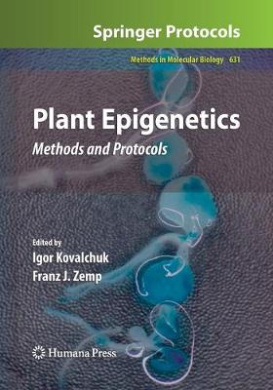 Springer Protocols
Methods in Molecular Biology 631
Plant Epigenetics
Methods and Protocols
Edited by
Igor Kovalchuk
Franz J. Zemp
Humana Press